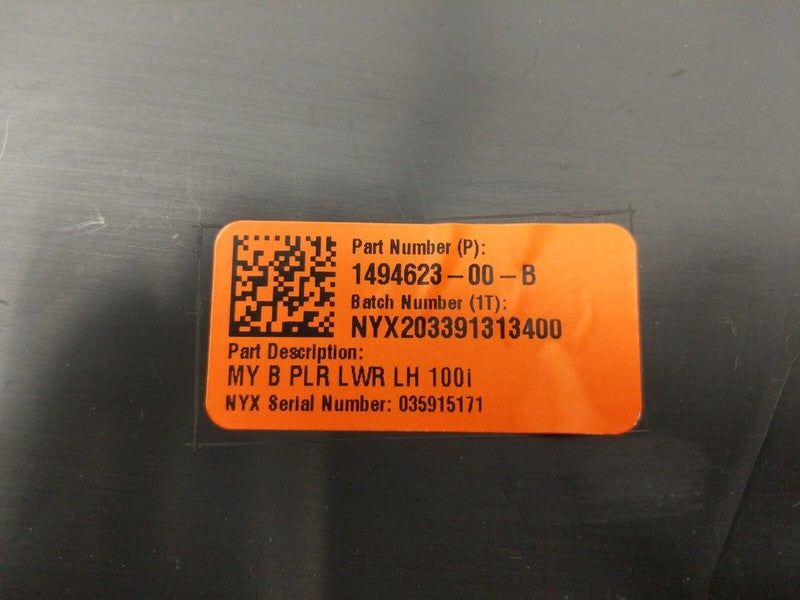 Part Number (P):
1494623-00-B
Batch Number (1T):
NYX203391313400
Part Description:
MY B PLR LWR LH 100i
NYX Serial Number: 035915171